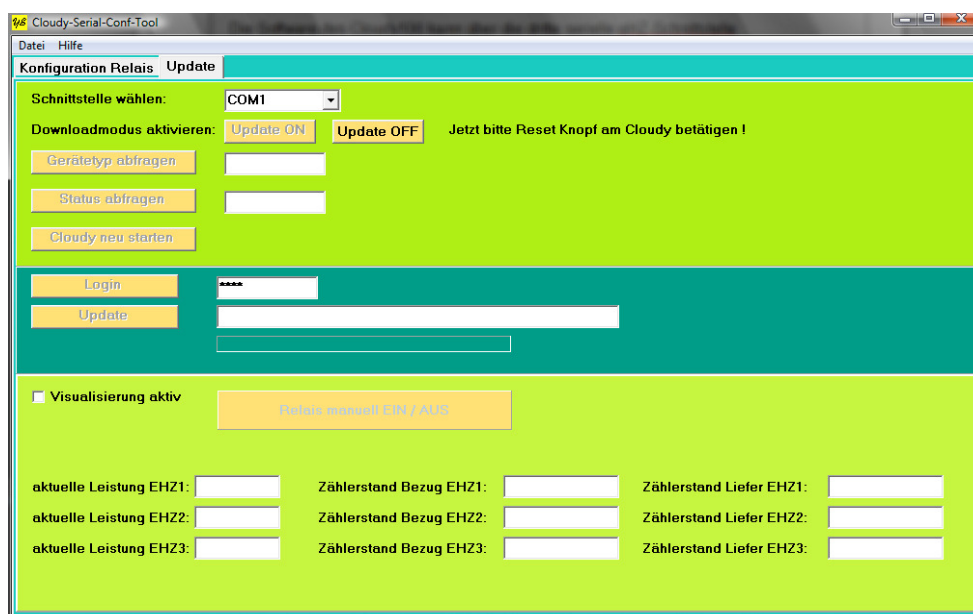 Cloudy-Serial-Conf-Tool
Datei Hilfe
Konfiguration Relais Update
Schnittstelle wählen: COM1
Downloadmodus aktivieren: Update ON Update OFF Jetzt bitte Reset Knopf am Cloudy betätigen !
Gerätetyp abfragen
Status abfragen
Cloudy neu starten
Login ****
Update
Visualisierung aktiv Relais manuell EIN / AUS
aktuelle Leistung EHZ1: Zählerstand Bezug EHZ1: Zählerstand Liefer EHZ1:
aktuelle Leistung EHZ2: Zählerstand Bezug EHZ2: Zählerstand Liefer EHZ2:
aktuelle Leistung EHZ3: Zählerstand Bezug EHZ3: Zählerstand Liefer EHZ3: